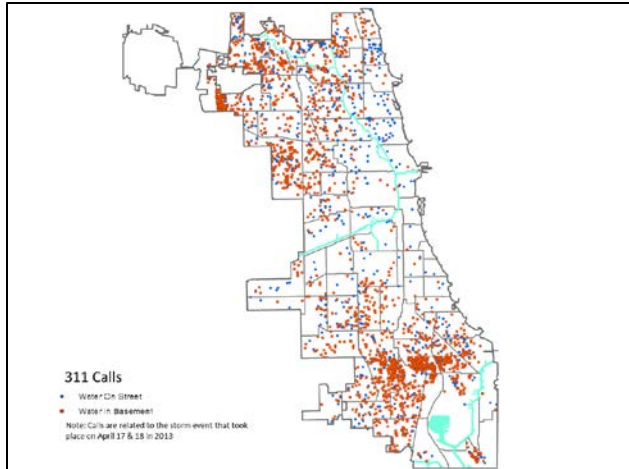 311 Calls
Water On Street
Water in Basement
Note: Calls are related to the storm event that took
place on April 17 & 18 in 2013